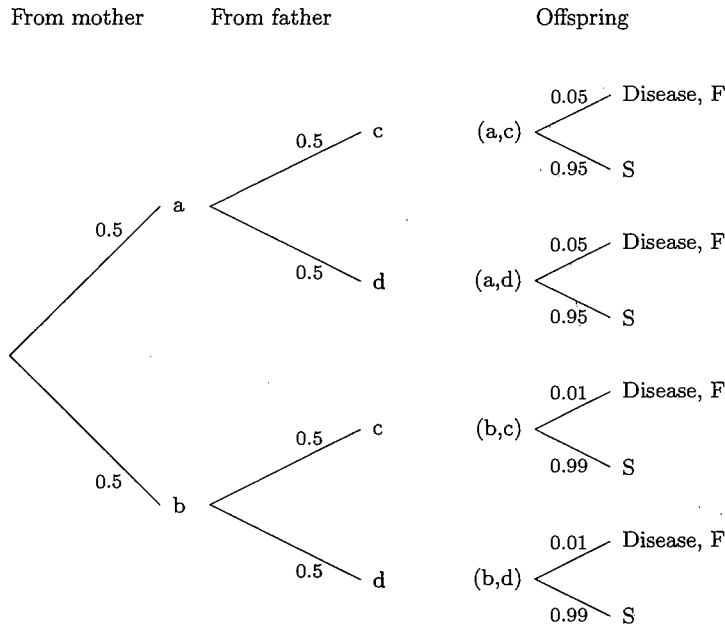 From mother From father Offspring
0.05 Disease, F
(a,c)
0.95 S
0.5 c
0.5 a
0.5 d
0.05 Disease, F
(a,d)
0.95 S
0.01 Disease, F
(b,c)
0.99 S
0.5 c
0.5 b
0.5 d
0.01 Disease, F
(b,d)
0.99 S